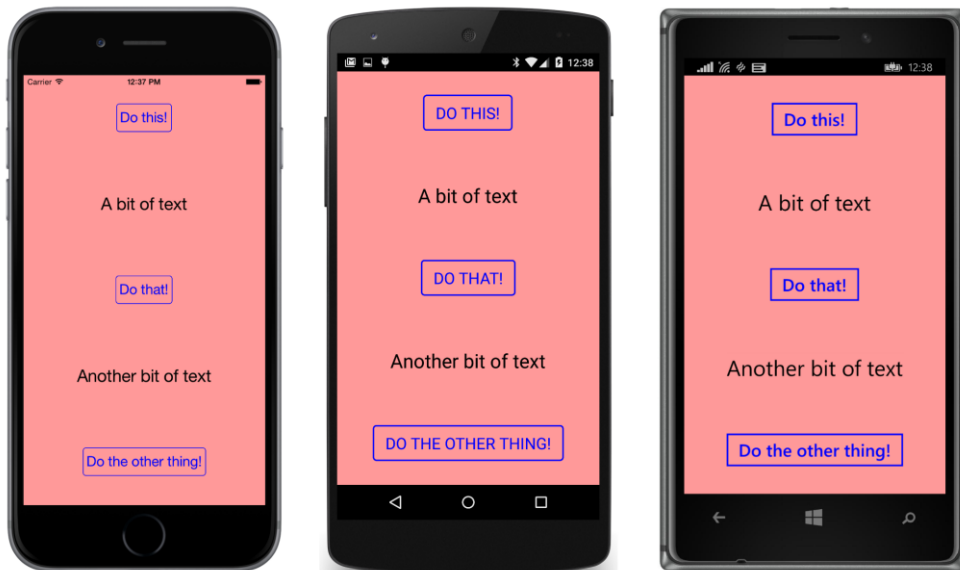 Carrier 12:37 PM
Do this!
A bit of text
Do that!
Another bit of text
Do the other thing!
12:38
DO THIS!
A bit of text
DO THAT!
Another bit of text
DO THE OTHER THING!
12:38
Do this!
A bit of text
Do that!
Another bit of text
Do the other thing!